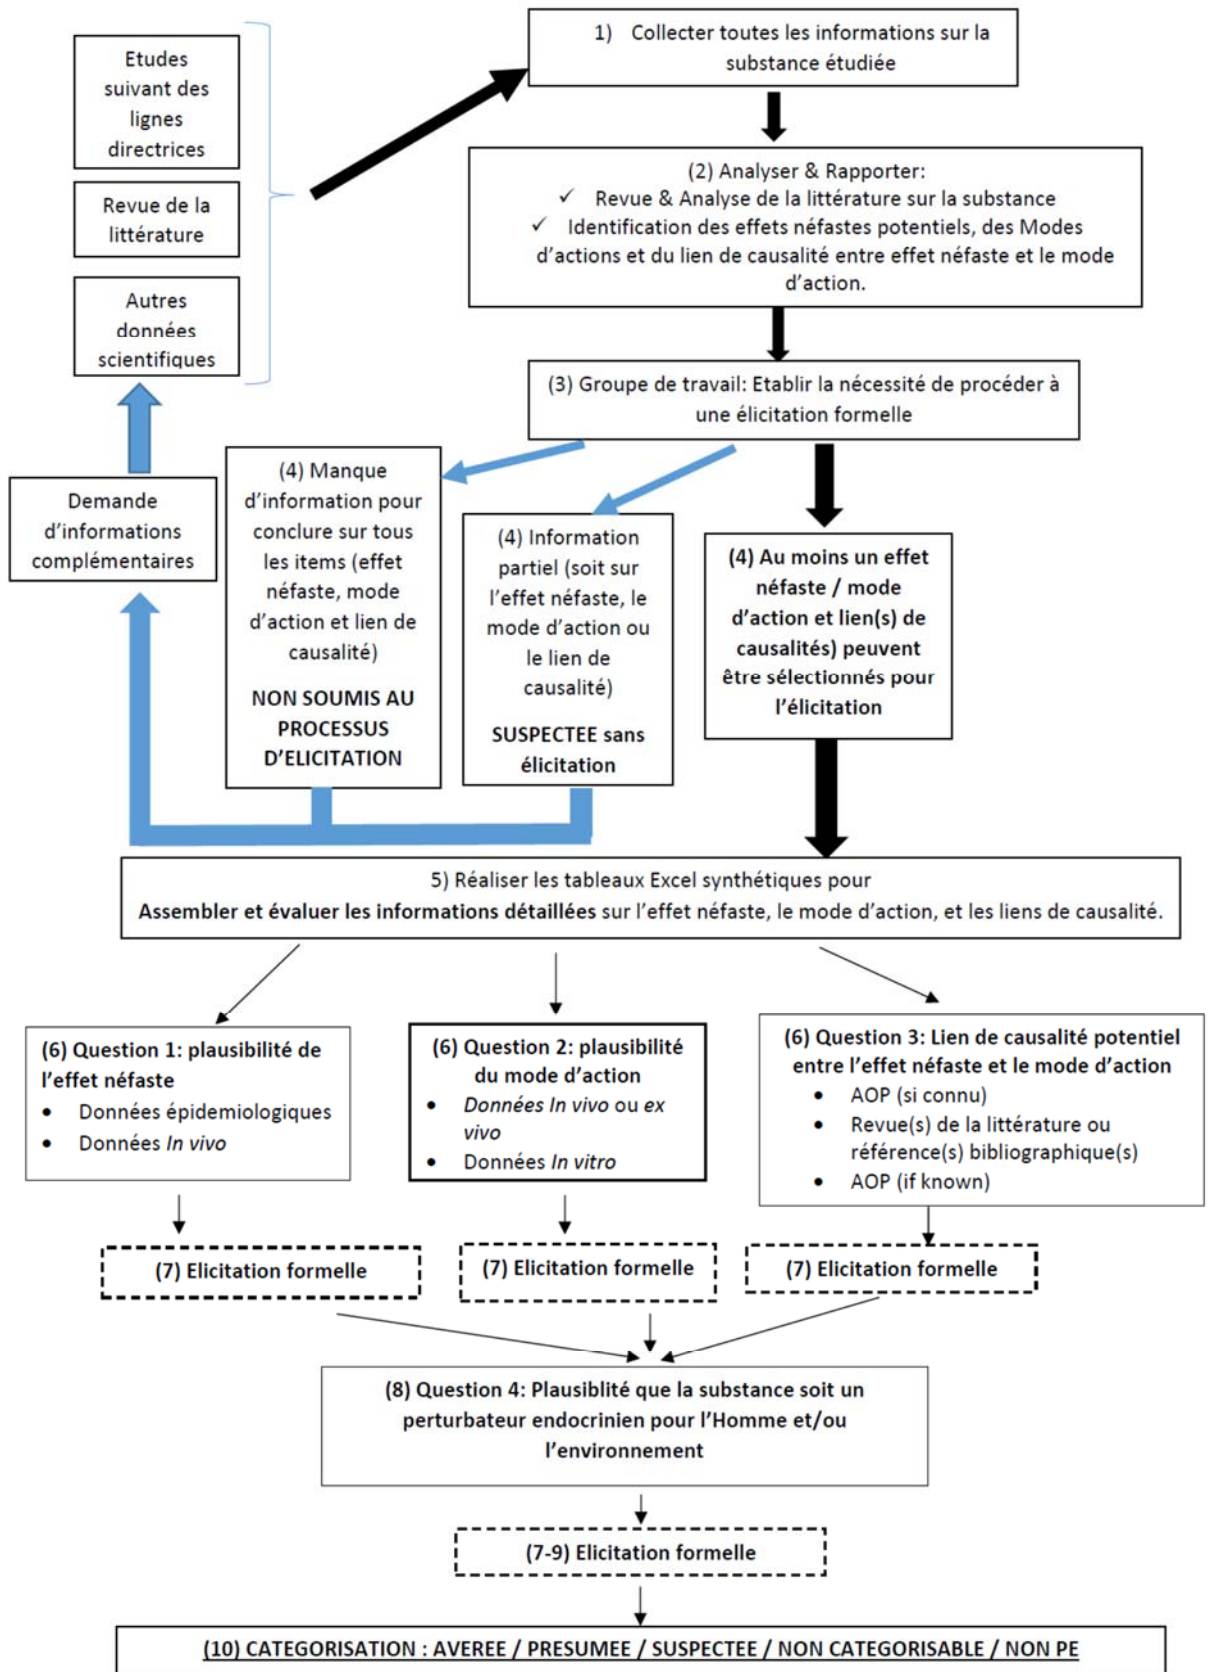 Etudes
suivant des
lignes
directrices
Revue de la
littérature
Autres
données
scientifiques
1) Collecter toutes les informations sur la
substance étudiée
(2) Analyser & Rapporter:
✓ Revue & Analyse de la littérature sur la substance
✓ Identification des effets néfastes potentiels, des Modes
d’actions et du lien de causalité entre effet néfaste et le mode
d’action.
(3) Groupe de travail: Etablir la nécessité de procéder à
une élicitation formelle
Demande
d’informations
complémentaires
(4) Manque
d’information pour
conclure sur tous
les items (effet
néfaste, mode
d’action et lien de
causalité)
NON SOUMIS AU
PROCESSUS
D’ELICITATION
(4) Information
partiel (soit sur
l’effet néfaste, le
mode d’action ou
le lien de
causalité)
SUSPECTEE sans
élicitation
(4) Au moins un effet
néfaste / mode
d’action et lien(s) de
causalités) peuvent
être sélectionnés pour
l’élicitation
5) Réaliser les tableaux Excel synthétiques pour
Assembler et évaluer les informations détaillées sur l’effet néfaste, le mode d’action, et les liens de causalité.
(6) Question 1: plausibilité de
l’effet néfaste
• Données épidemiologiques
• Données In vivo
(6) Question 2: plausibilité
du mode d’action
• Données In vivo ou ex
vivo
• Données In vitro
(6) Question 3: Lien de causalité potentiel
entre l’effet néfaste et le mode d’action
• AOP (si connu)
• Revue(s) de la littérature ou
référence(s) bibliographique(s)
• AOP (if known)
(7) Elicitation formelle
(7) Elicitation formelle
(7) Elicitation formelle
(8) Question 4: Plausiblité que la substance soit un
perturbateur endocrinien pour l’Homme et/ou
l’environnement
(7-9) Elicitation formelle
(10) CATEGORISATION : AVEREE / PRESUMEE / SUSPECTEE / NON CATEGORISABLE / NON PE